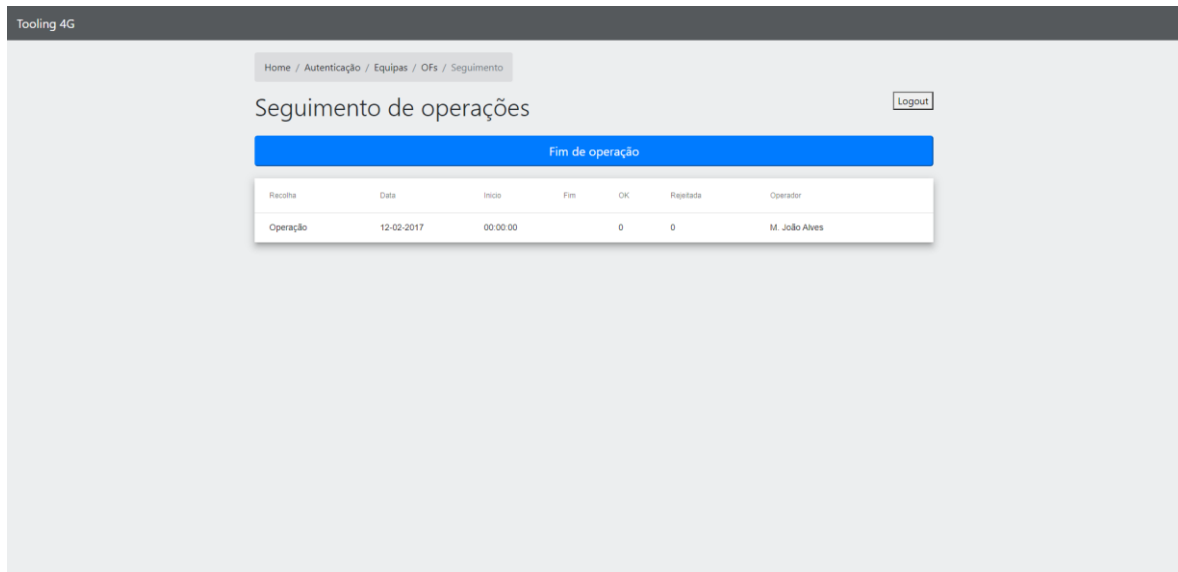 Tooling 4G
Home / Autenticação / Equipas / OFs / Seguimento
Seguimento de operações
Logout
Fim de operação
Recolha Data Inicio Fim OK Rejeitada Operador
Operação 12-02-2017 00:00:00 0 0 M. João Alves